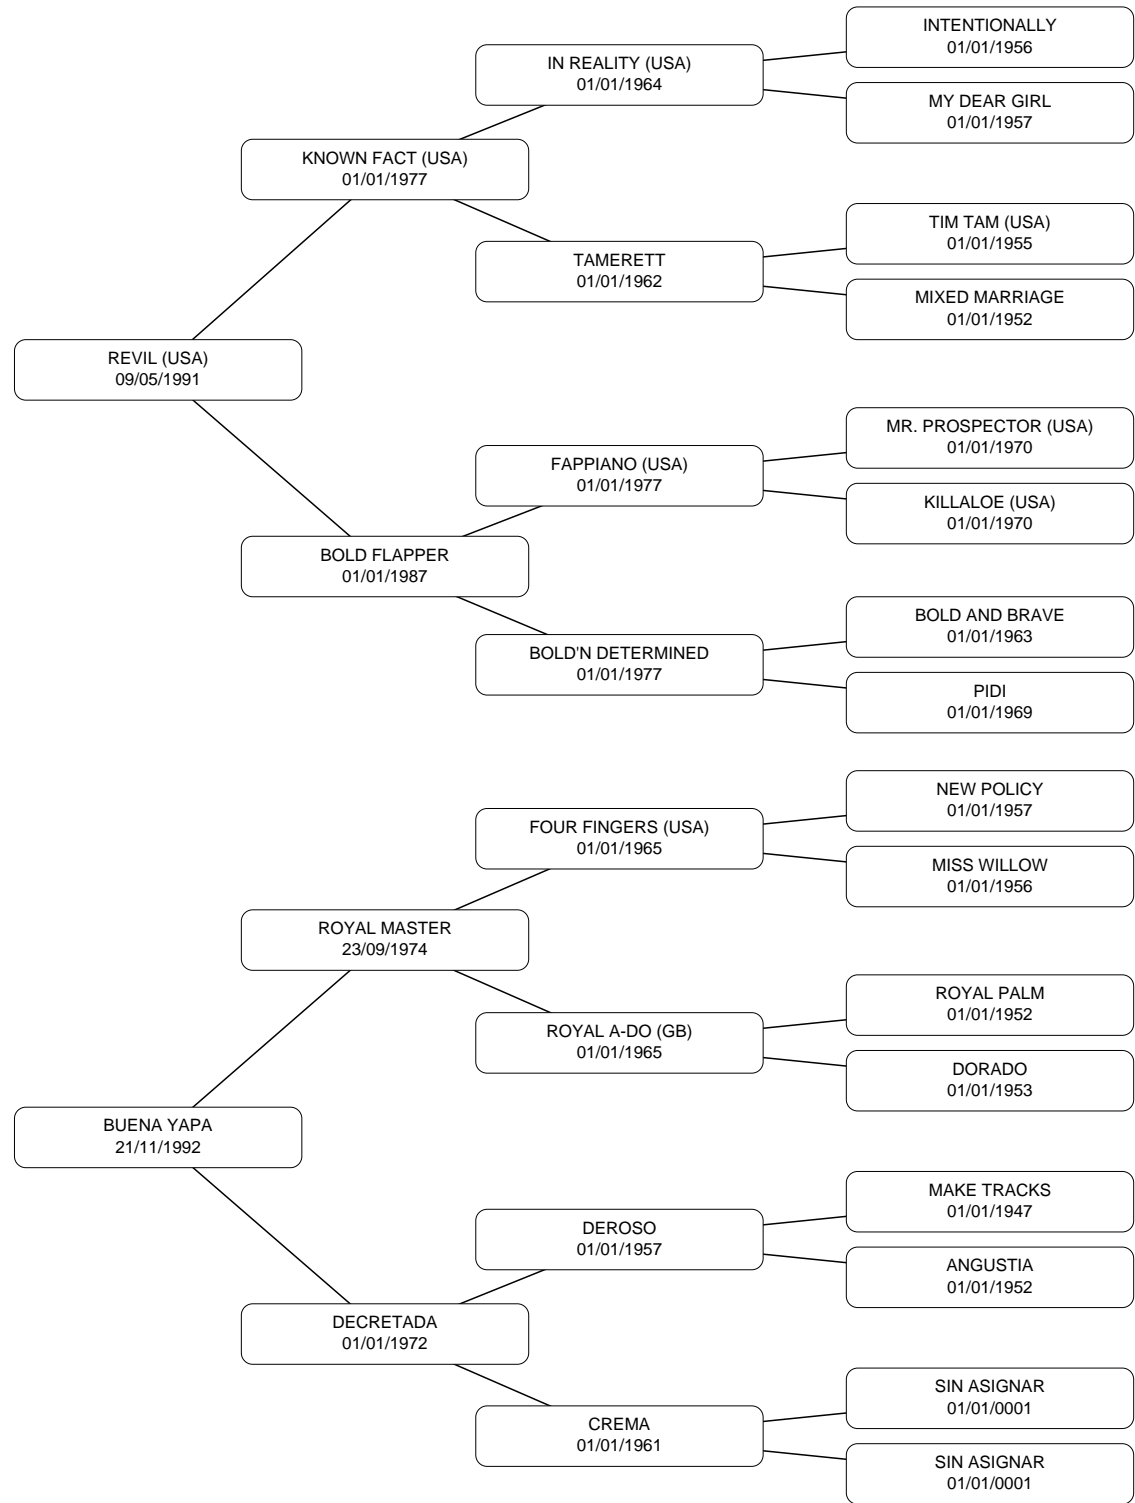 INTENTIONALLY
01/01/1956
IN REALITY (USA)
01/01/1964
MY DEAR GIRL
01/01/1957
KNOWN FACT (USA)
01/01/1977
TIM TAM (USA)
01/01/1955
TAMERETT
01/01/1962
MIXED MARRIAGE
01/01/1952
REVIL (USA)
09/05/1991
MR. PROSPECTOR (USA)
01/01/1970
FAPPIANO (USA)
01/01/1977
KILLALOE (USA)
01/01/1970
BOLD FLAPPER
01/01/1987
BOLD AND BRAVE
01/01/1963
BOLD'N DETERMINED
01/01/1977
PIDI
01/01/1969
NEW POLICY
01/01/1957
FOUR FINGERS (USA)
01/01/1965
MISS WILLOW
01/01/1956
ROYAL MASTER
23/09/1974
ROYAL PALM
01/01/1952
ROYAL A-DO (GB)
01/01/1965
DORADO
01/01/1953
BUENA YAPA
21/11/1992
MAKE TRACKS
01/01/1947
DEROSO
01/01/1957
ANGUSTIA
01/01/1952
DECRETADA
01/01/1972
SIN ASIGNAR
01/01/0001
CREMA
01/01/1961
SIN ASIGNAR
01/01/0001